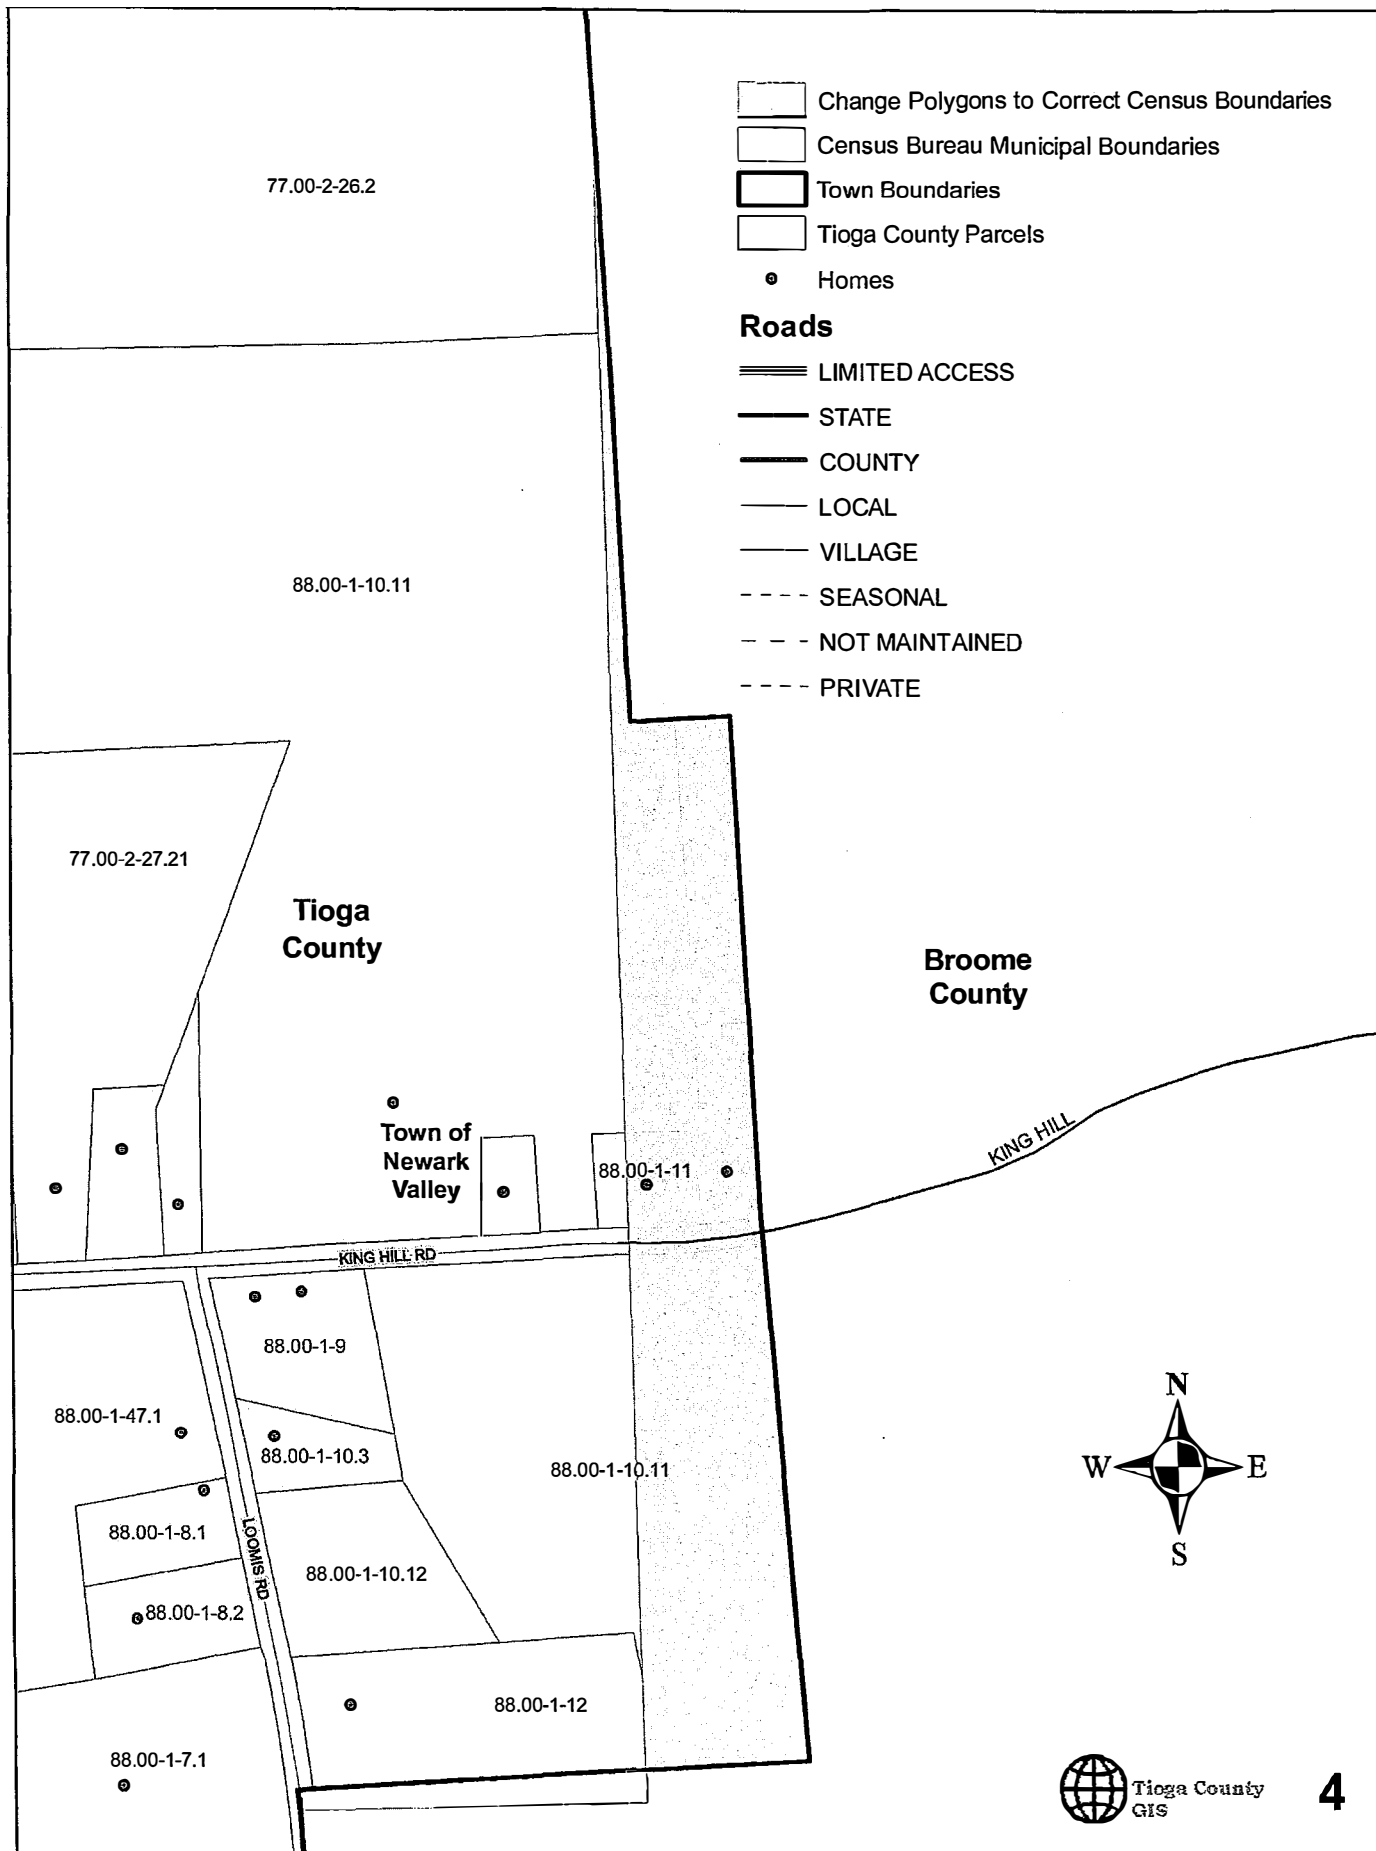 Change Polygons to Correct Census Boundaries
Census Bureau Municipal Boundaries
Town Boundaries
Tioga County Parcels
Homes
Roads
LIMITED ACCESS
STATE
COUNTY
LOCAL
VILLAGE
SEASONAL
NOT MAINTAINED
PRIVATE
77.00-2-26.2
88.00-1-10.11
77.00-2-27.21
Tioga
County
Broome
County
Town of
Newark
Valley
88.00-1-11
KING HILL
KING HILL RD
88.00-1-9
88.00-1-47.1
88.00-1-10.3
88.00-1-10.11
88.00-1-8.1
LOOMIS RD
88.00-1-10.12
88.00-1-8.2
88.00-1-12
88.00-1-7.1
N
W
E
S
Tioga County
GIS
4